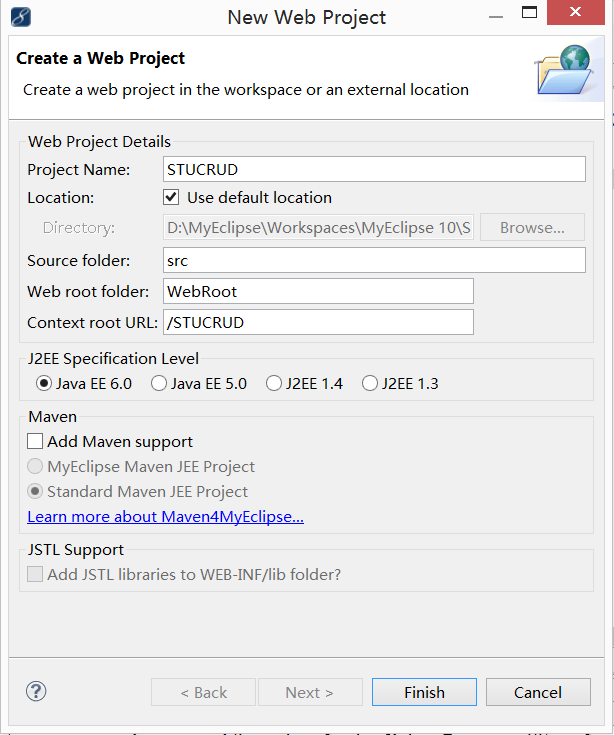 New Web Project
Create a Web Project
Create a web project in the workspace or an external location
Web Project Details
Project Name: STUCRUD
Location: Use default location
Directory: D:\MyEclipse\Workspaces\MyEclipse 10\S Browse...
Source folder: src
Web root folder: WebRoot
Context root URL: /STUCRUD
J2EE Specification Level
Java EE 6.0 Java EE 5.0 J2EE 1.4 J2EE 1.3
Maven
Add Maven support
MyEclipse Maven JEE Project
Standard Maven JEE Project
Learn more about Maven4MyEclipse...
JSTL Support
Add JSTL libraries to WEB-INF/lib folder?
? < Back Next > Finish Cancel